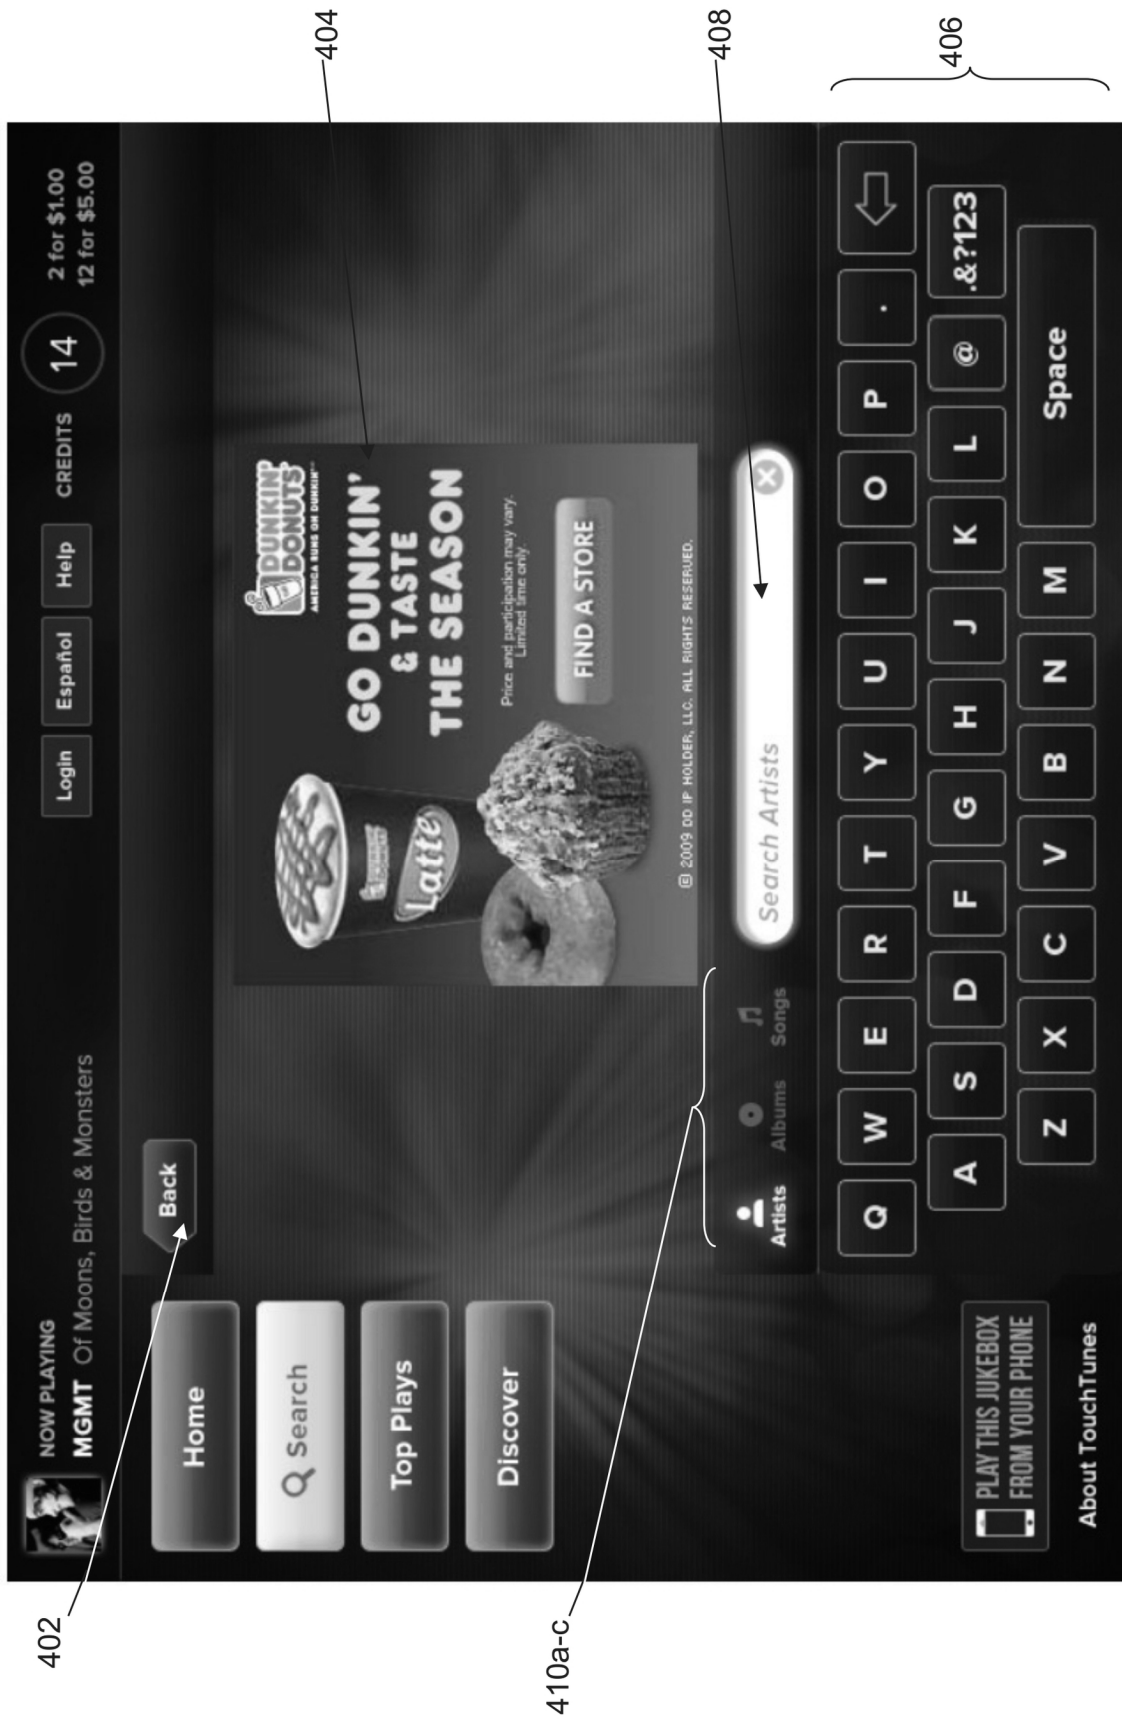 NOW PLAYING
MGMT Of Moons, Birds & Monsters
Login
Español
Help
CREDITS
14
2 for $1.00
12 for $5.00
Home
Search
Top Plays
Discover
Back
DUNKIN'
DONUTS
AMERICA RUNS ON DUNKIN'
Latte
GO DUNKIN'
& TASTE
THE SEASON
Price and participation may vary.
Limited time only.
FIND A STORE
© 2009 DD IP HOLDER, LLC. ALL RIGHTS RESERVED.
Artists
Albums
Songs
Search Artists
Q W E R T Y U I O P .
A S D F G H J K L @ .&?123
Z X C V B N M Space
PLAY THIS JUKEBOX
FROM YOUR PHONE
About TouchTunes
402
404
408
406
410a-c